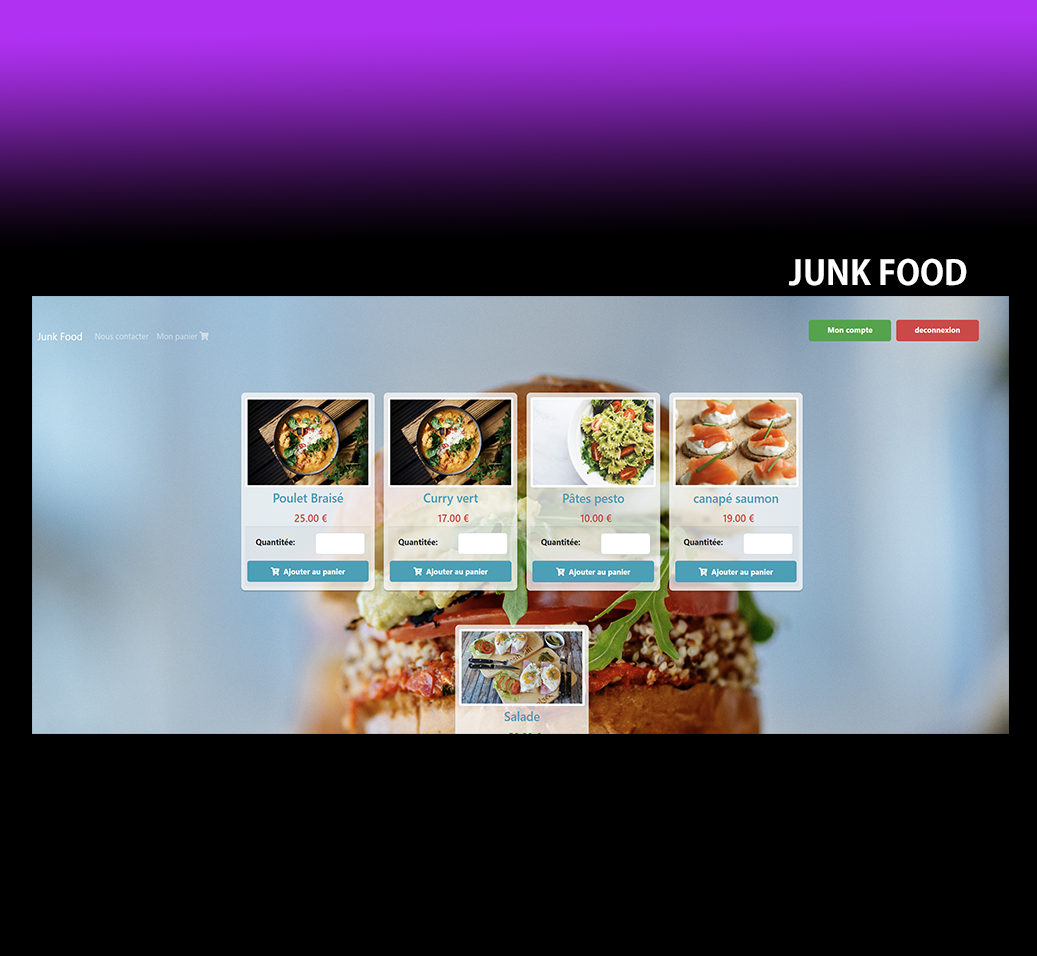 JUNK FOOD
Junk Food Nous contacter Mon panier
Mon compte deconnexion
Poulet Braisé Curry vert Pâtes pesto canapé saumon
25.00 € 17.00 € 10.00 € 19.00 €
Quantitée: Quantitée: Quantitée: Quantitée:
Ajouter au panier Ajouter au panier Ajouter au panier Ajouter au panier
Salade